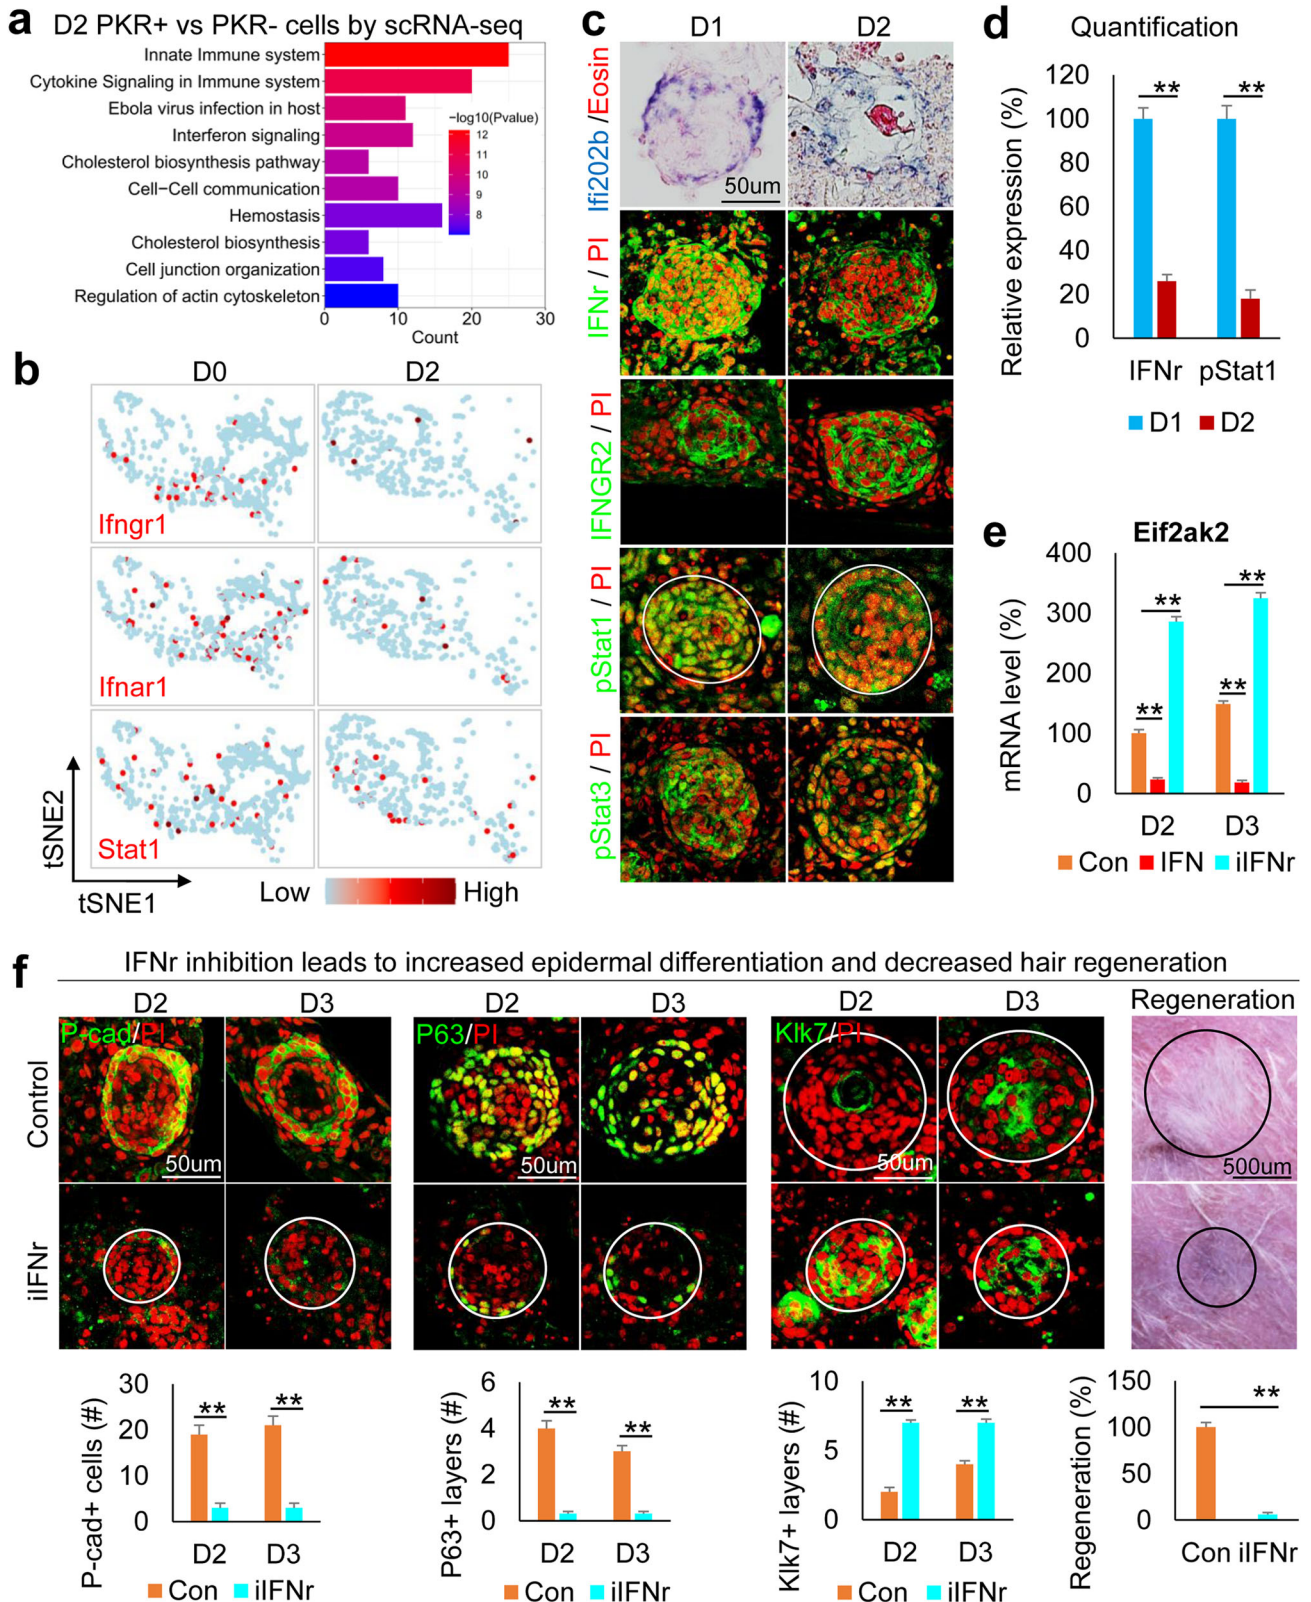 a
D2 PKR+ vs PKR- cells by scRNA-seq
Innate Immune system
Cytokine Signaling in Immune system
Ebola virus infection in host
Interferon signaling
Cholesterol biosynthesis pathway
Cell−Cell communication
Hemostasis
Cholesterol biosynthesis
Cell junction organization
Regulation of actin cytoskeleton
0 10 20 30
Count
−log10(Pvalue)
12
11
10
9
8
b
D0 D2
Ifngr1
Ifnar1
Stat1
tSNE2
tSNE1
Low High
c
D1 D2
Ifi202b /Eosin
50um
IFNr / PI
IFNGR2 / PI
pStat1 / PI
pStat3 / PI
d
Quantification
Relative expression (%)
120
100
80
60
40
20
0
** **
IFNr pStat1
D1 D2
e
Eif2ak2
mRNA level (%)
400
300
200
100
0
** ** ** **
D2 D3
Con IFN iIFNr
f
IFNr inhibition leads to increased epidermal differentiation and decreased hair regeneration
D2 D3 D2 D3 D2 D3 Regeneration
Control
P-cad/PI
50um
P63/PI
50um
Klk7/PI
50um
500um
iIFNr
P-cad+ cells (#)
30
20
10
0
** **
D2 D3
Con iIFNr
P63+ layers (#)
6
4
2
0
** **
D2 D3
Con iIFNr
Klk7+ layers (#)
10
5
0
** **
D2 D3
Con iIFNr
Regeneration (%)
150
100
50
0
**
Con iIFNr